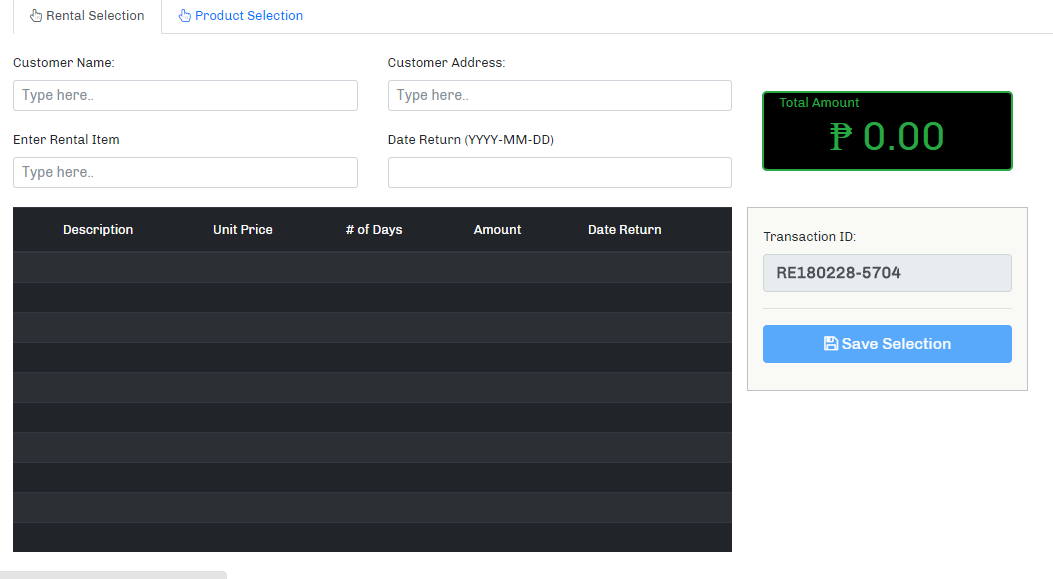 Rental Selection Product Selection
Customer Name: Customer Address:
Type here.. Type here..
Total Amount
₱ 0.00
Enter Rental Item Date Return (YYYY-MM-DD)
Type here..
Description Unit Price # of Days Amount Date Return
Transaction ID:
RE180228-5704
Save Selection